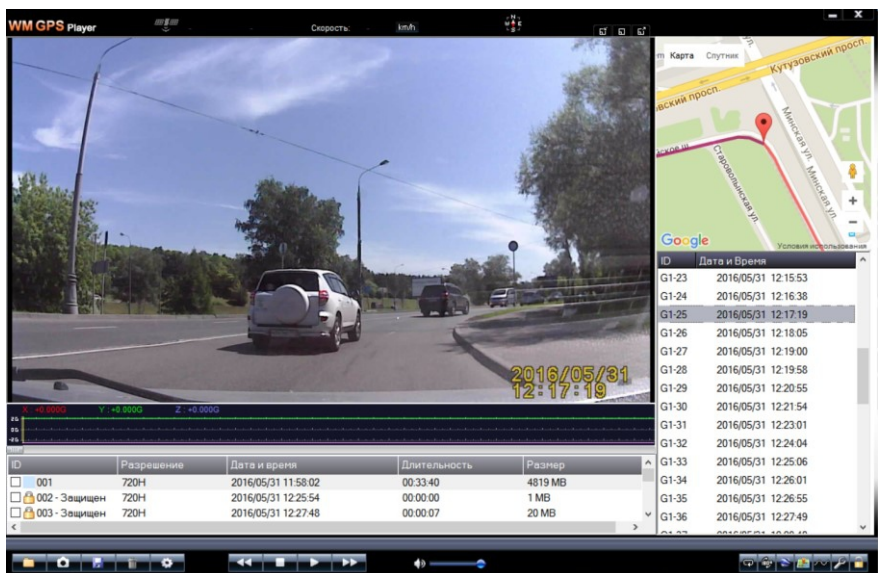 WM GPS Player
Скорость:
km/h
N
Карта Спутник
Кутузовский просп.
вский просп.
Минская ул.
Минская ул.
Старовольнская ул.
Google
Условия использования
2016/05/31
12:17:19
X : +0.000G Y : +0.000G Z : +0.000G
ID Дата и Время
G1-23 2016/05/31 12:15:53
G1-24 2016/05/31 12:16:38
G1-25 2016/05/31 12:17:19
G1-26 2016/05/31 12:18:05
G1-27 2016/05/31 12:19:00
G1-28 2016/05/31 12:19:58
G1-29 2016/05/31 12:20:55
G1-30 2016/05/31 12:21:54
G1-31 2016/05/31 12:23:01
G1-32 2016/05/31 12:24:04
G1-33 2016/05/31 12:25:06
G1-34 2016/05/31 12:26:01
G1-35 2016/05/31 12:26:55
G1-36 2016/05/31 12:27:49
ID Разрешение Дата и время Длительность Размер
001 720H 2016/05/31 11:58:02 00:33:40 4819 MB
002 - Защищен 720H 2016/05/31 12:25:54 00:00:00 1 MB
003 - Защищен 720H 2016/05/31 12:27:48 00:00:07 20 MB